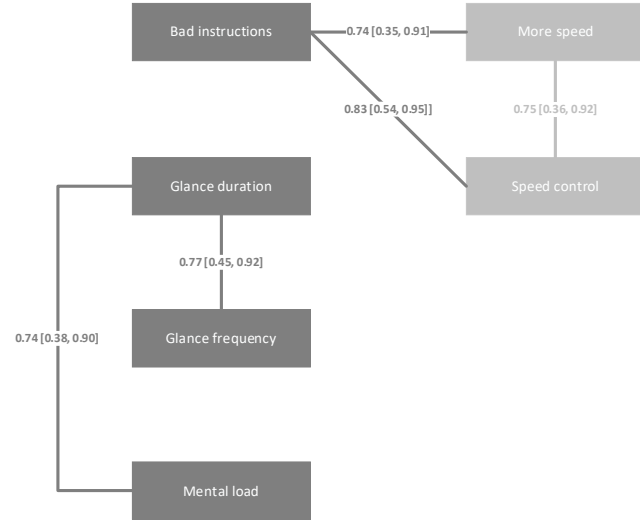 Bad instructions
0.74 [0.35, 0.91]
More speed
0.83 [0.54, 0.95]]
0.75 [0.36, 0.92]
Glance duration
Speed control
0.77 [0.45, 0.92]
0.74 [0.38, 0.90]
Glance frequency
Mental load